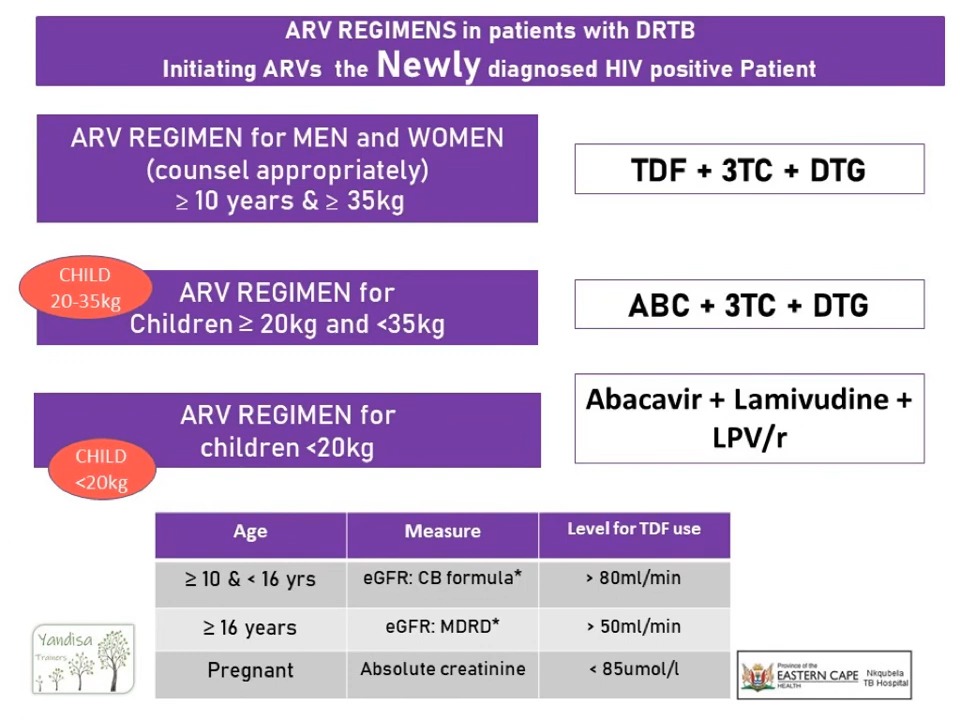 ARV REGIMENS in patients with DRTB
Initiating ARVs the Newly diagnosed HIV positive Patient
ARV REGIMEN for MEN and WOMEN
(counsel appropriately)
≥ 10 years & ≥ 35kg
TDF + 3TC + DTG
CHILD
20-35kg
ARV REGIMEN for
Children ≥ 20kg and <35kg
ABC + 3TC + DTG
ARV REGIMEN for
children <20kg
CHILD
<20kg
Abacavir + Lamivudine +
LPV/r
Age Measure Level for TDF use
≥ 10 & < 16 yrs eGFR: CB formula* > 80ml/min
≥ 16 years eGFR: MDRD* > 50ml/min
Pregnant Absolute creatinine < 85umol/l
Yandisa
Trainers
Province of the
EASTERN CAPE
HEALTH
Nkqubela
TB Hospital